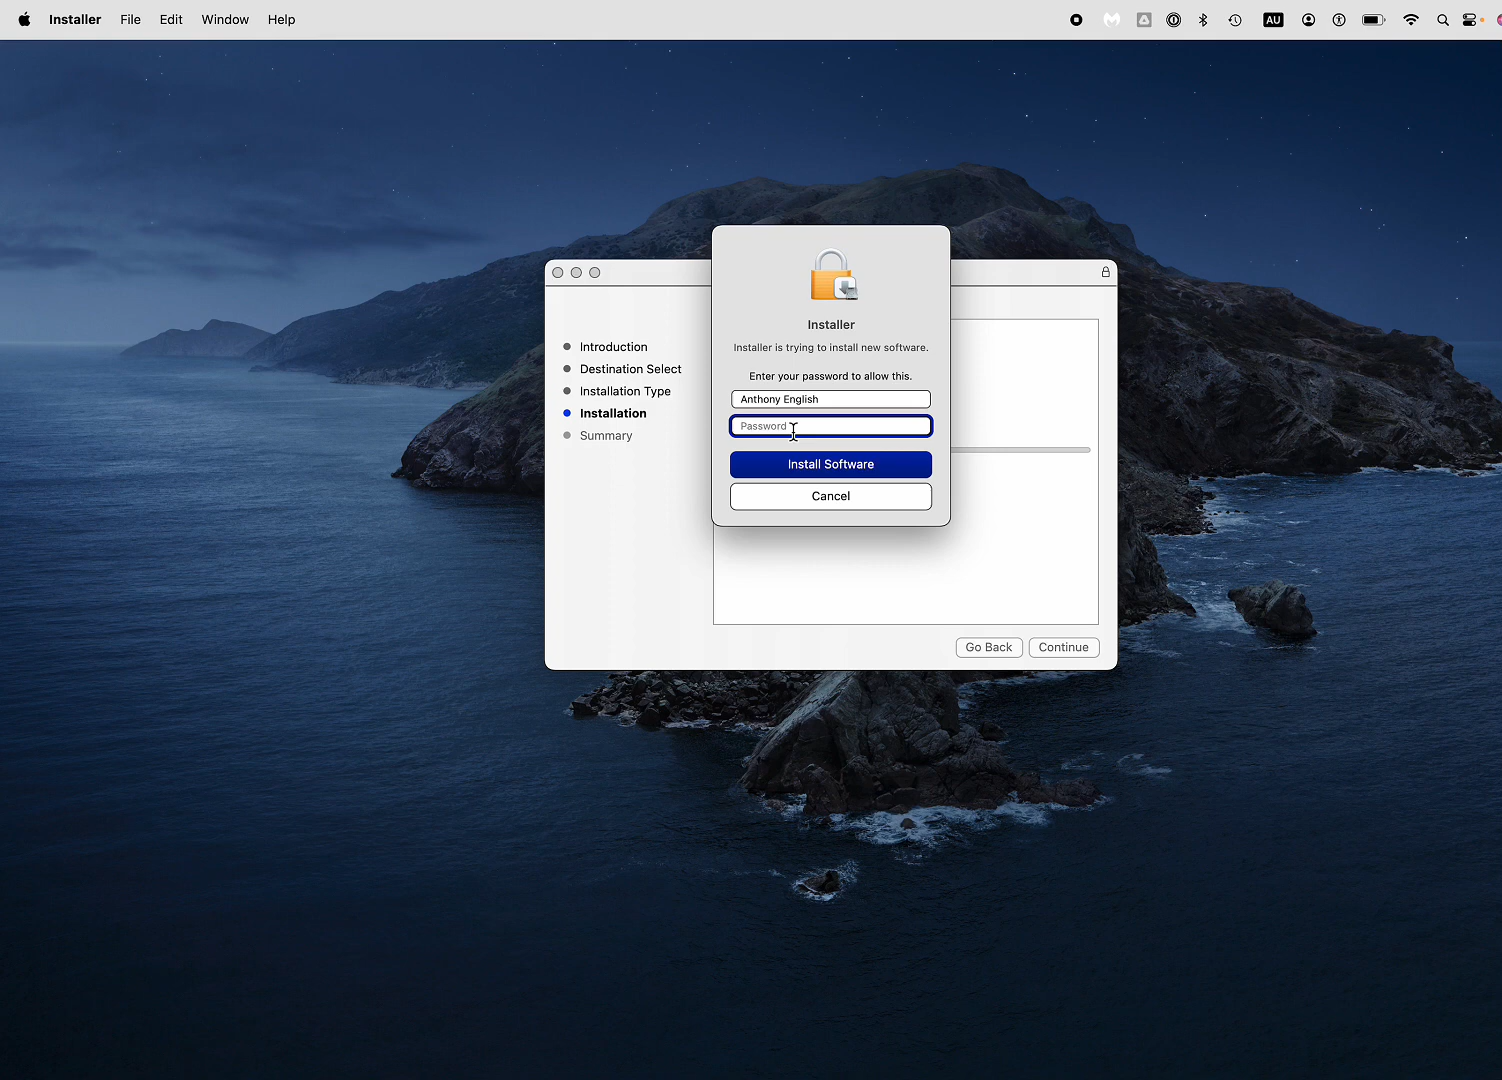 Installer File Edit Window Help
AU
Installer
Installer is trying to install new software.
Enter your password to allow this.
Anthony English
Password
Install Software
Cancel
Introduction
Destination Select
Installation Type
Installation
Summary
Go Back Continue